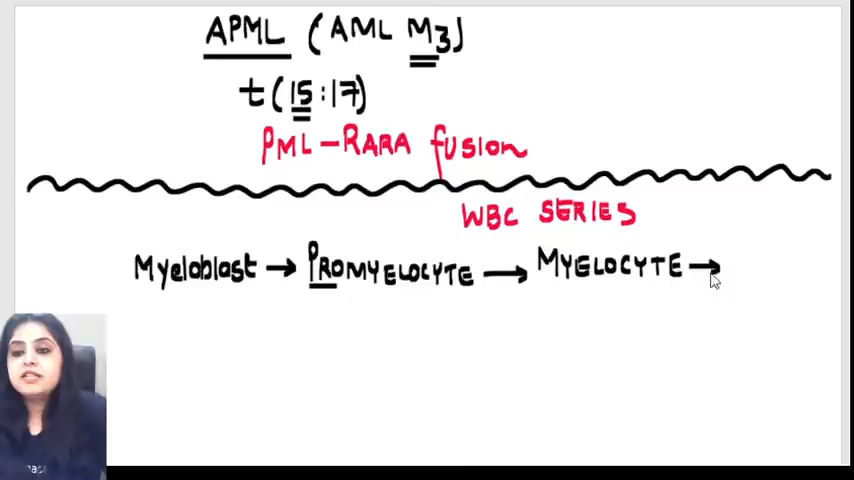 APML (AML M3)
t(15:17)
PML-RARA fusion
WBC SERIES
Myeloblast → PROMYELOCYTE → MYELOCYTE →